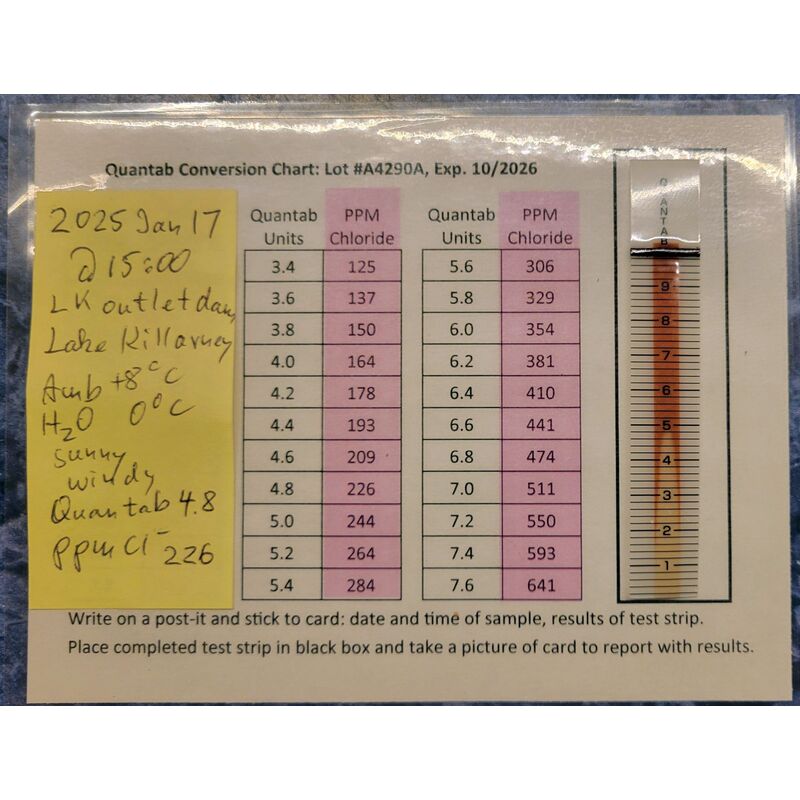 Quantab Conversion Chart: Lot #A4290A, Exp. 10/2026
2025 Jan 17
@ 15:00
LK outlet dam,
Lake Killarney
Amb +8°C
H2O 0°C
sunny
windy
Quantab 4.8
ppm Cl- 226
Quantab Units PPM Chloride
3.4 125
3.6 137
3.8 150
4.0 164
4.2 178
4.4 193
4.6 209
4.8 226
5.0 244
5.2 264
5.4 284
Quantab Units PPM Chloride
5.6 306
5.8 329
6.0 354
6.2 381
6.4 410
6.6 441
6.8 474
7.0 511
7.2 550
7.4 593
7.6 641
QUANTAB
9
8
7
6
5
4
3
2
1
Write on a post-it and stick to card: date and time of sample, results of test strip.
Place completed test strip in black box and take a picture of card to report with results.